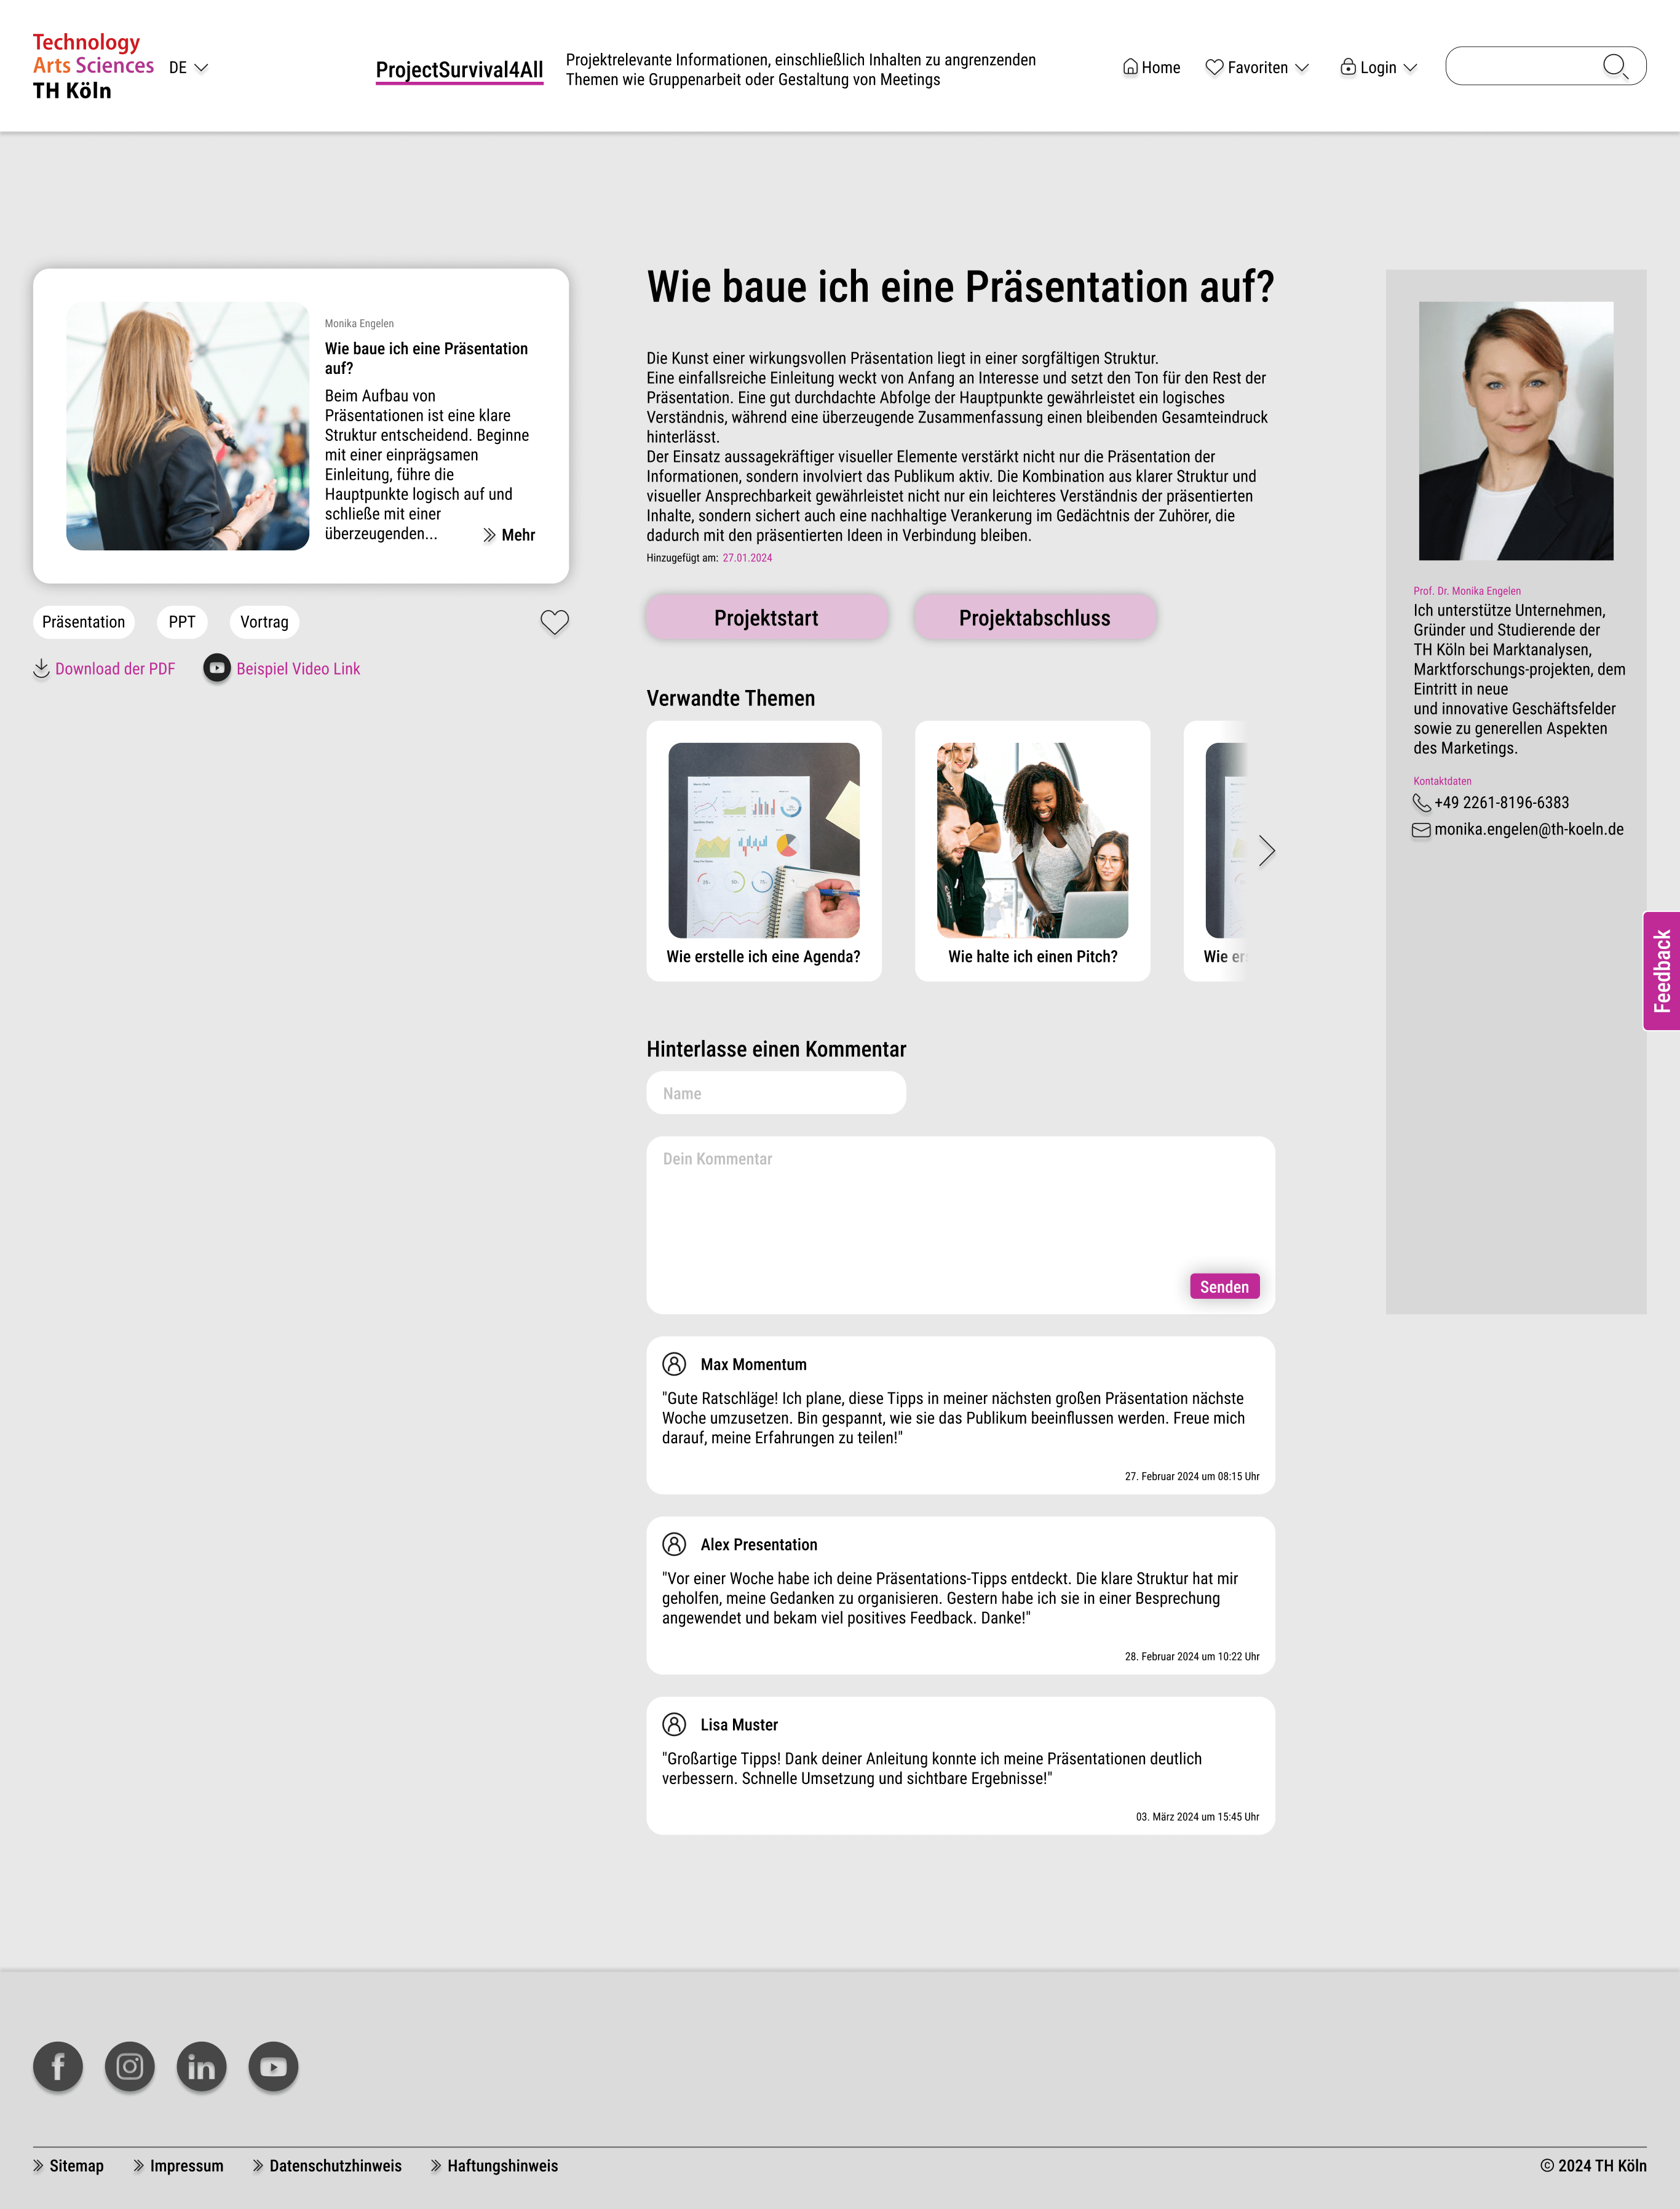 Technology
Arts Sciences
TH Köln
DE
ProjectSurvival4All
Projektrelevante Informationen, einschließlich Inhalten zu angrenzenden
Themen wie Gruppenarbeit oder Gestaltung von Meetings
Home
Favoriten
Login
Monika Engelen
Wie baue ich eine Präsentation
auf?
Beim Aufbau von
Präsentationen ist eine klare
Struktur entscheidend. Beginne
mit einer einprägsamen
Einleitung, führe die
Hauptpunkte logisch auf und
schließe mit einer
überzeugenden...
Mehr
Präsentation
PPT
Vortrag
Download der PDF
Beispiel Video Link
Wie baue ich eine Präsentation auf?
Die Kunst einer wirkungsvollen Präsentation liegt in einer sorgfältigen Struktur.
Eine einfallsreiche Einleitung weckt von Anfang an Interesse und setzt den Ton für den Rest der
Präsentation. Eine gut durchdachte Abfolge der Hauptpunkte gewährleistet ein logisches
Verständnis, während eine überzeugende Zusammenfassung einen bleibenden Gesamteindruck
hinterlässt.
Der Einsatz aussagekräftiger visueller Elemente verstärkt nicht nur die Präsentation der
Informationen, sondern involviert das Publikum aktiv. Die Kombination aus klarer Struktur und
visueller Ansprechbarkeit gewährleistet nicht nur ein leichteres Verständnis der präsentierten
Inhalte, sondern sichert auch eine nachhaltige Verankerung im Gedächtnis der Zuhörer, die
dadurch mit den präsentierten Ideen in Verbindung bleiben.
Hinzugefügt am: 27.01.2024
Projektstart
Projektabschluss
Verwandte Themen
Wie erstelle ich eine Agenda?
Wie halte ich einen Pitch?
Wie er
Hinterlasse einen Kommentar
Name
Dein Kommentar
Senden
Max Momentum
"Gute Ratschläge! Ich plane, diese Tipps in meiner nächsten großen Präsentation nächste
Woche umzusetzen. Bin gespannt, wie sie das Publikum beeinflussen werden. Freue mich
darauf, meine Erfahrungen zu teilen!"
27. Februar 2024 um 08:15 Uhr
Alex Presentation
"Vor einer Woche habe ich deine Präsentations-Tipps entdeckt. Die klare Struktur hat mir
geholfen, meine Gedanken zu organisieren. Gestern habe ich sie in einer Besprechung
angewendet und bekam viel positives Feedback. Danke!"
28. Februar 2024 um 10:22 Uhr
Lisa Muster
"Großartige Tipps! Dank deiner Anleitung konnte ich meine Präsentationen deutlich
verbessern. Schnelle Umsetzung und sichtbare Ergebnisse!"
03. März 2024 um 15:45 Uhr
Prof. Dr. Monika Engelen
Ich unterstütze Unternehmen,
Gründer und Studierende der
TH Köln bei Marktanalysen,
Marktforschungs-projekten, dem
Eintritt in neue
und innovative Geschäftsfelder
sowie zu generellen Aspekten
des Marketings.
Kontaktdaten
+49 2261-8196-6383
monika.engelen@th-koeln.de
Feedback
Sitemap
Impressum
Datenschutzhinweis
Haftungshinweis
© 2024 TH Köln